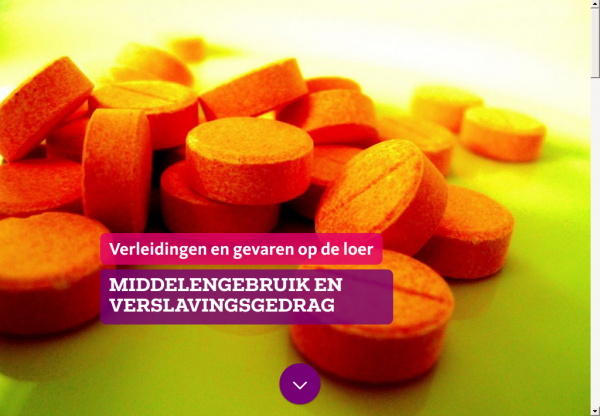 Verleidingen en gevaren op de loer
MIDDELENGEBRUIK EN
VERSLAVINGSGEDRAG